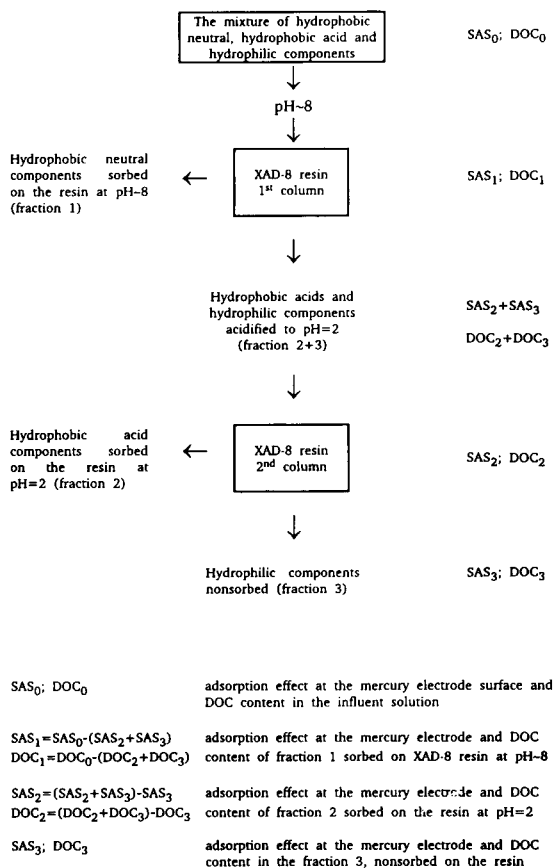 The mixture of hydrophobic
neutral, hydrophobic acid and
hydrophilic components
SAS0; DOC0
pH~8
Hydrophobic neutral
components sorbed
on the resin at pH~8
(fraction 1)
XAD-8 resin
1st column
SAS1; DOC1
Hydrophobic acids and
hydrophilic components
acidified to pH=2
(fraction 2+3)
SAS2+SAS3
DOC2+DOC3
Hydrophobic acid
components sorbed
on the resin at
pH=2 (fraction 2)
XAD-8 resin
2nd column
SAS2; DOC2
Hydrophilic components
nonsorbed (fraction 3)
SAS3; DOC3
SAS0; DOC0 adsorption effect at the mercury electrode surface and
DOC content in the influent solution
SAS1=SAS0-(SAS2+SAS3) adsorption effect at the mercury electrode and DOC
DOC1=DOC0-(DOC2+DOC3) content of fraction 1 sorbed on XAD-8 resin at pH~8
SAS2=(SAS2+SAS3)-SAS3 adsorption effect at the mercury electrode and DOC
DOC2=(DOC2+DOC3)-DOC3 content of fraction 2 sorbed on the resin at pH=2
SAS3; DOC3 adsorption effect at the mercury electrode and DOC
content in the fraction 3, nonsorbed on the resin